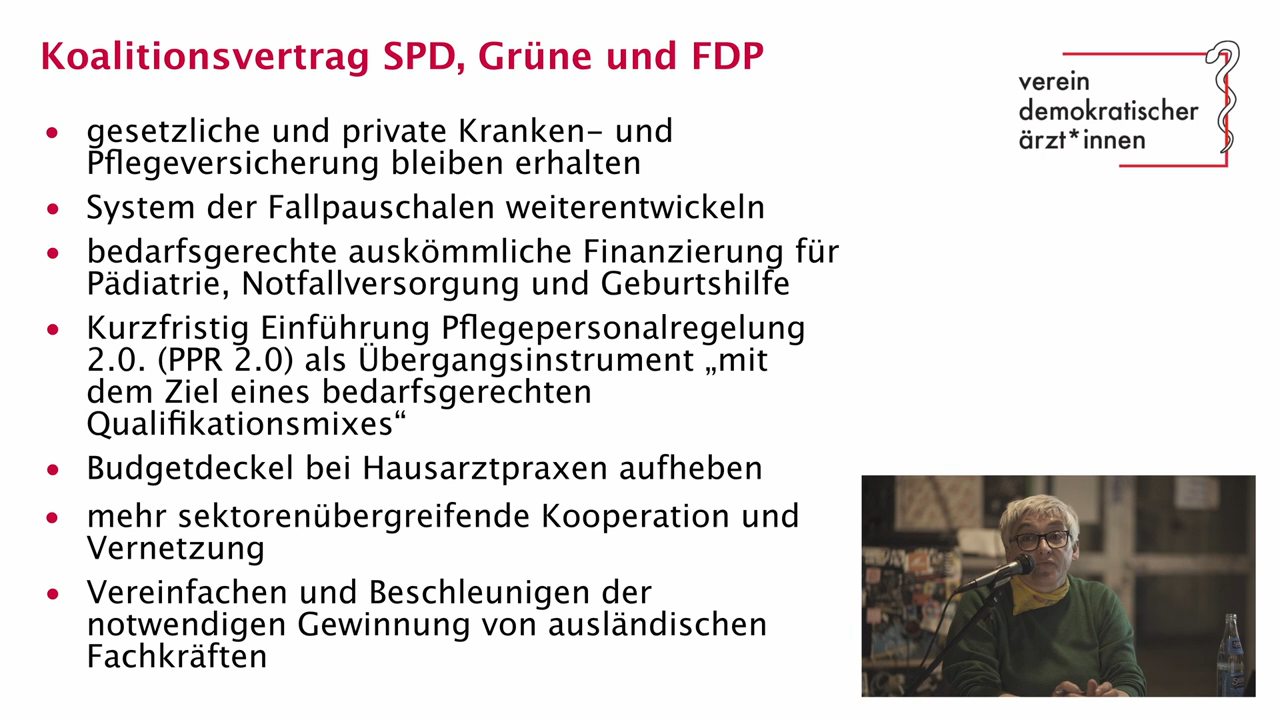 Koalitionsvertrag SPD, Grüne und FDP
verein
demokratischer
ärzt*innen
• gesetzliche und private Kranken- und
Pflegeversicherung bleiben erhalten
• System der Fallpauschalen weiterentwickeln
• bedarfsgerechte auskömmliche Finanzierung für
Pädiatrie, Notfallversorgung und Geburtshilfe
• Kurzfristig Einführung Pflegepersonalregelung
2.0. (PPR 2.0) als Übergangsinstrument „mit
dem Ziel eines bedarfsgerechten
Qualifikationsmixes“
• Budgetdeckel bei Hausarztpraxen aufheben
• mehr sektorenübergreifende Kooperation und
Vernetzung
• Vereinfachen und Beschleunigen der
notwendigen Gewinnung von ausländischen
Fachkräften